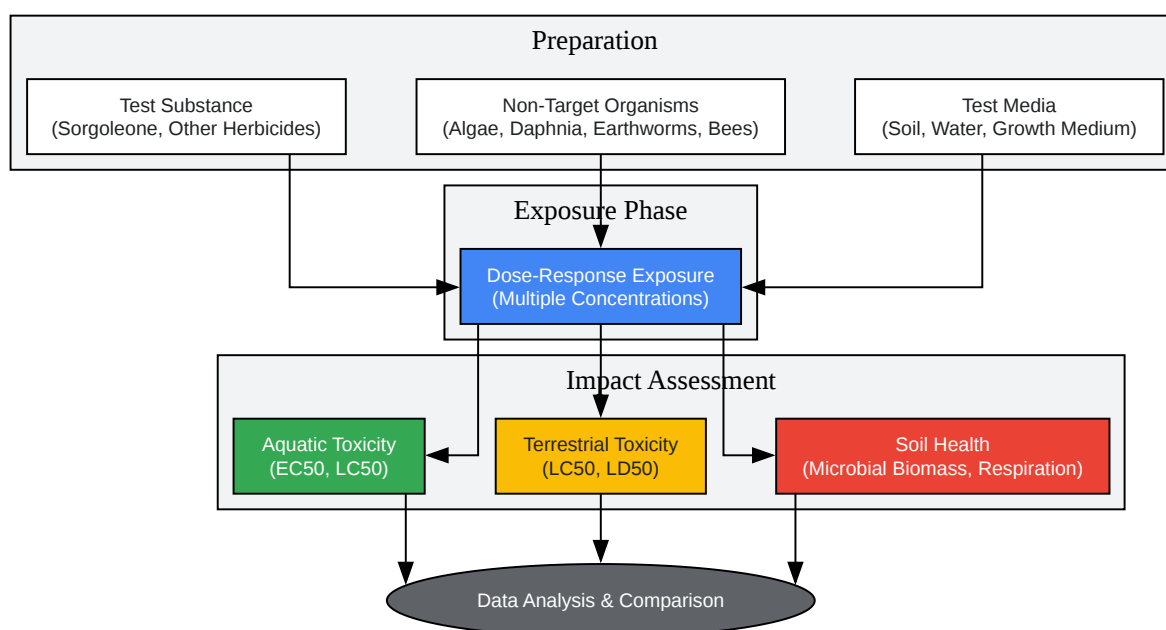 Preparation
Test Substance
(Sorgoleone, Other Herbicides)
Non-Target Organisms
(Algae, Daphnia, Earthworms, Bees)
Test Media
(Soil, Water, Growth Medium)
Exposure Phase
Dose-Response Exposure
(Multiple Concentrations)
Impact Assessment
Aquatic Toxicity
(EC50, LC50)
Terrestrial Toxicity
(LC50, LD50)
Soil Health
(Microbial Biomass, Respiration)
Data Analysis & Comparison